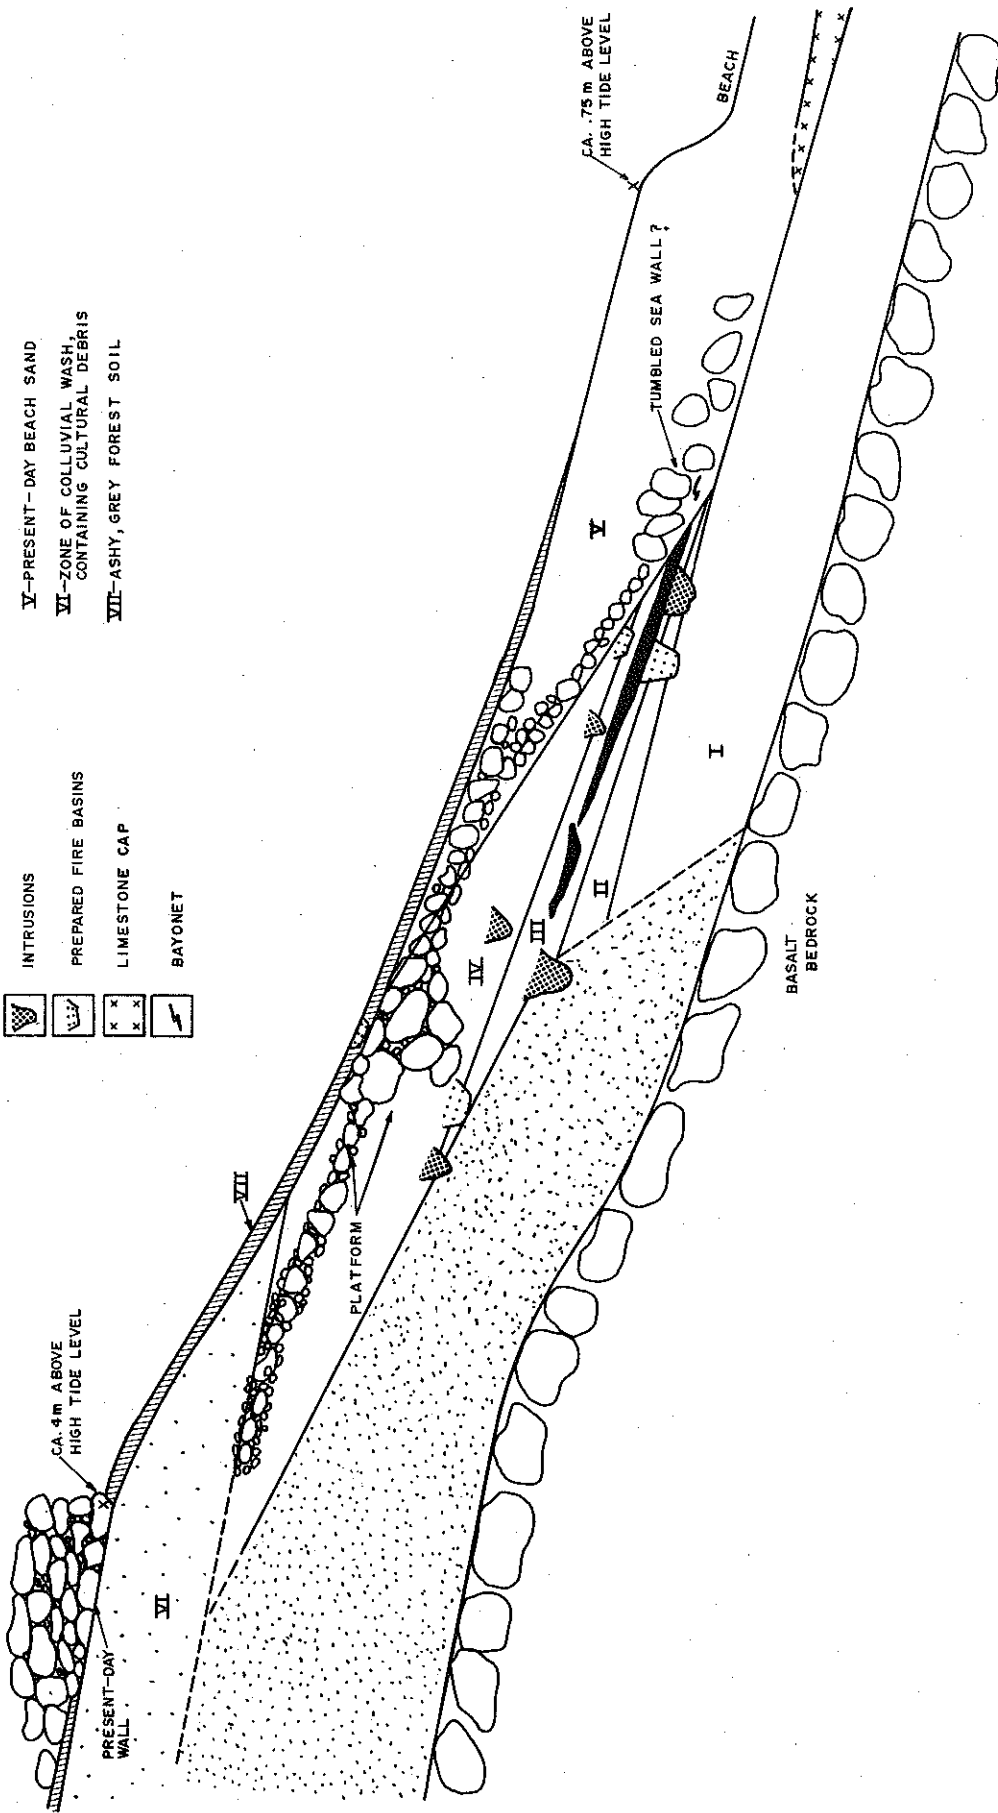 INTRUSIONS
PREPARED FIRE BASINS
LIMESTONE CAP
BAYONET
V-PRESENT-DAY BEACH SAND
VI-ZONE OF COLLUVIAL WASH,
CONTAINING CULTURAL DEBRIS
VII-ASHY, GREY FOREST SOIL
CA. 4m ABOVE
HIGH TIDE LEVEL
PRESENT-DAY
WALL
VI
VII
PLATFORM
IV
III
II
I
V
TUMBLED SEA WALL?
CA. .75m ABOVE
HIGH TIDE LEVEL
BEACH
BASALT
BEDROCK